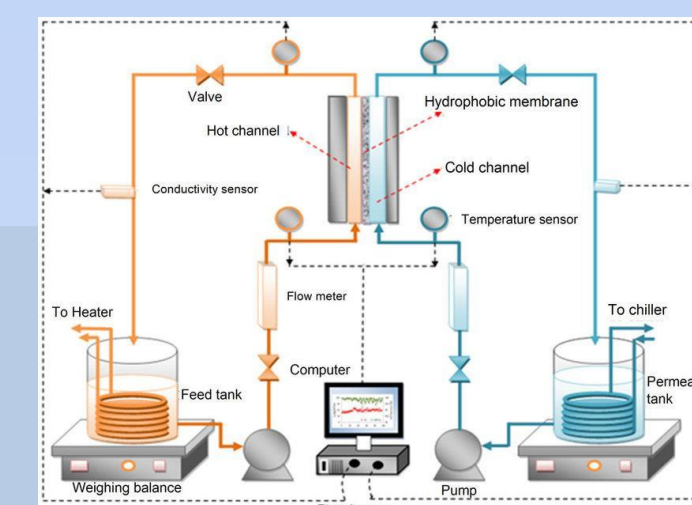 Valve
Hydrophobic membrane
Hot channel
Cold channel
Conductivity sensor
Temperature sensor
Flow meter
To Heater
To chiller
Computer
Feed tank
tank
Weighing balance
Pump